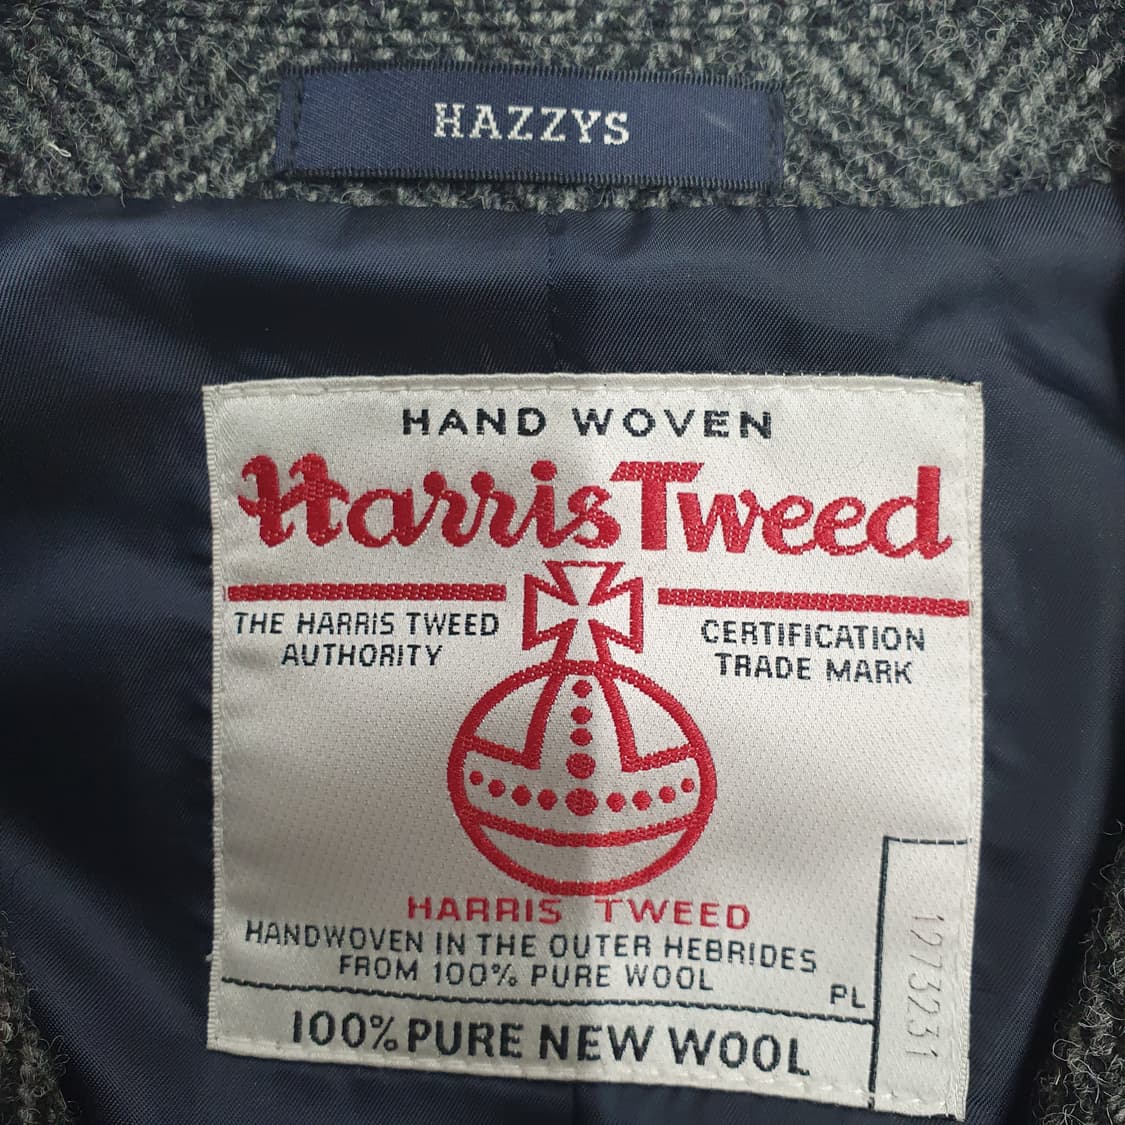 HAZZYS
HAND WOVEN
Harris Tweed
THE HARRIS TWEED
AUTHORITY
CERTIFICATION
TRADE MARK
HARRIS TWEED
HANDWOVEN IN THE OUTER HEBRIDES
FROM 100% PURE WOOL
PL
100% PURE NEW WOOL
1273231